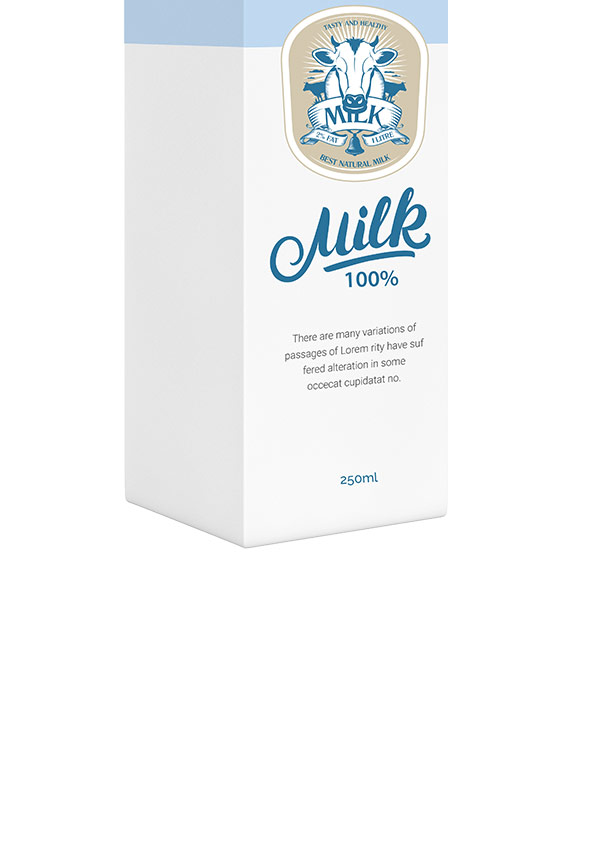 TASTY AND HEALTHY
MILK
2% FAT
1 LITRE
BEST NATURAL MILK
Milk
100%
There are many variations of
passages of Lorem rity have suf
fered alteration in some
occecat cupidatat no.
250ml